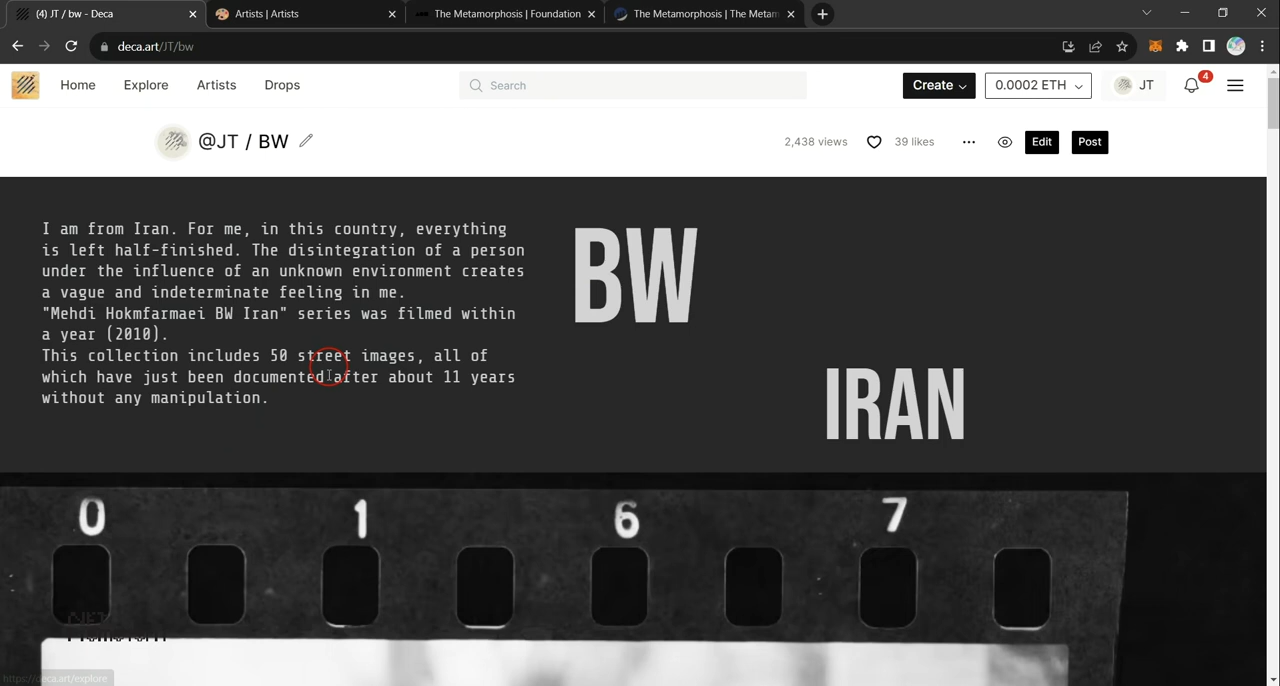 (4) JT / bw - Deca
Artists | Artists
The Metamorphosis | Foundation
The Metamorphosis | The Metam
deca.art/JT/bw
Home Explore Artists Drops
Search
Create 0.0002 ETH JT 4
@JT / BW
2,438 views 39 likes Edit Post
I am from Iran. For me, in this country, everything
is left half-finished. The disintegration of a person
under the influence of an unknown environment creates
a vague and indeterminate feeling in me.
"Mehdi Hokmfarmaei BW Iran" series was filmed within
a year (2010).
This collection includes 50 street images, all of
which have just been documented after about 11 years
without any manipulation.
BW
IRAN
0 1 6 7
https://deca.art/explore